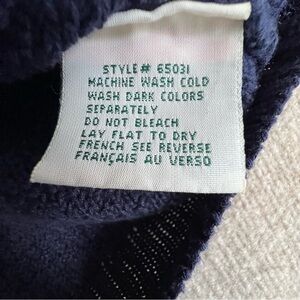 STYLE# 65031
MACHINE WASH COLD
WASH DARK COLORS
SEPARATELY
DO NOT BLEACH
LAY FLAT TO DRY
FRENCH SEE REVERSE
FRANÇAIS AU VERSO